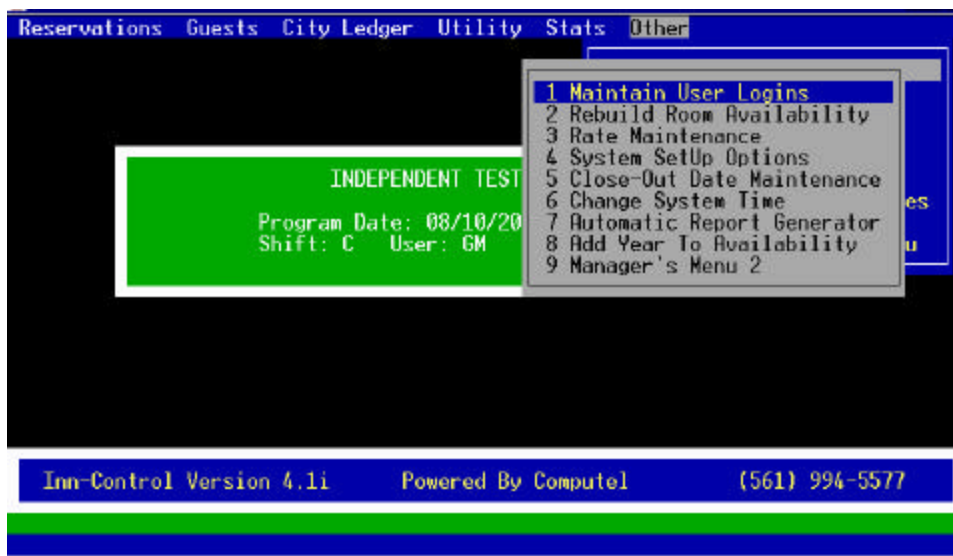 Reservations Guests City Ledger Utility Stats Other
1 Maintain User Logins
2 Rebuild Room Availability
3 Rate Maintenance
4 System SetUp Options
5 Close-Out Date Maintenance
6 Change System Time
7 Automatic Report Generator
8 Add Year To Availability
9 Manager's Menu 2
es
u
INDEPENDENT TEST
Program Date: 08/10/20
Shift: C User: GM
Inn-Control Version 4.1i Powered By Computel (561) 994-5577